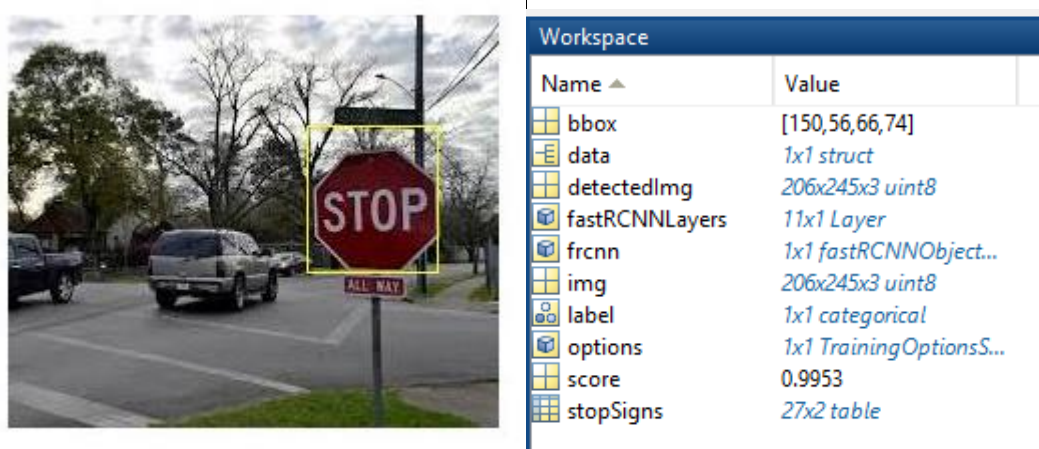 STOP
ALL WAY
Workspace
Name Value
bbox [150,56,66,74]
data 1x1 struct
detectedImg 206x245x3 uint8
fastRCNNLayers 11x1 Layer
frcnn 1x1 fastRCNNObject...
img 206x245x3 uint8
label 1x1 categorical
options 1x1 TrainingOptionsS...
score 0.9953
stopSigns 27x2 table